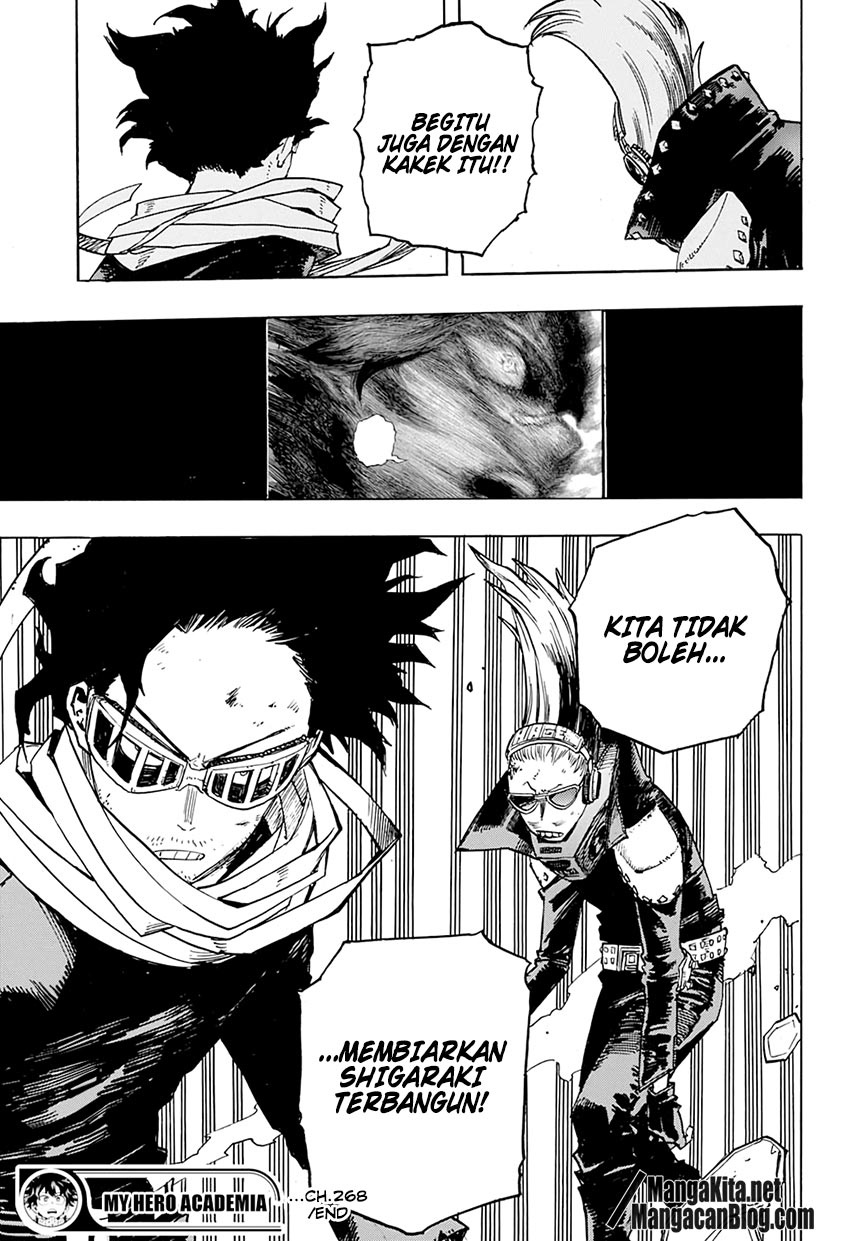 BEGITU
JUGA DENGAN
KAKEK ITU!!
KITA TIDAK
BOLEH...
...MEMBIARKAN
SHIGARAKI
TERBANGUN!
MY HERO ACADEMIA
...CH.268
/END
MangaKita.net
MangacanBlog.com